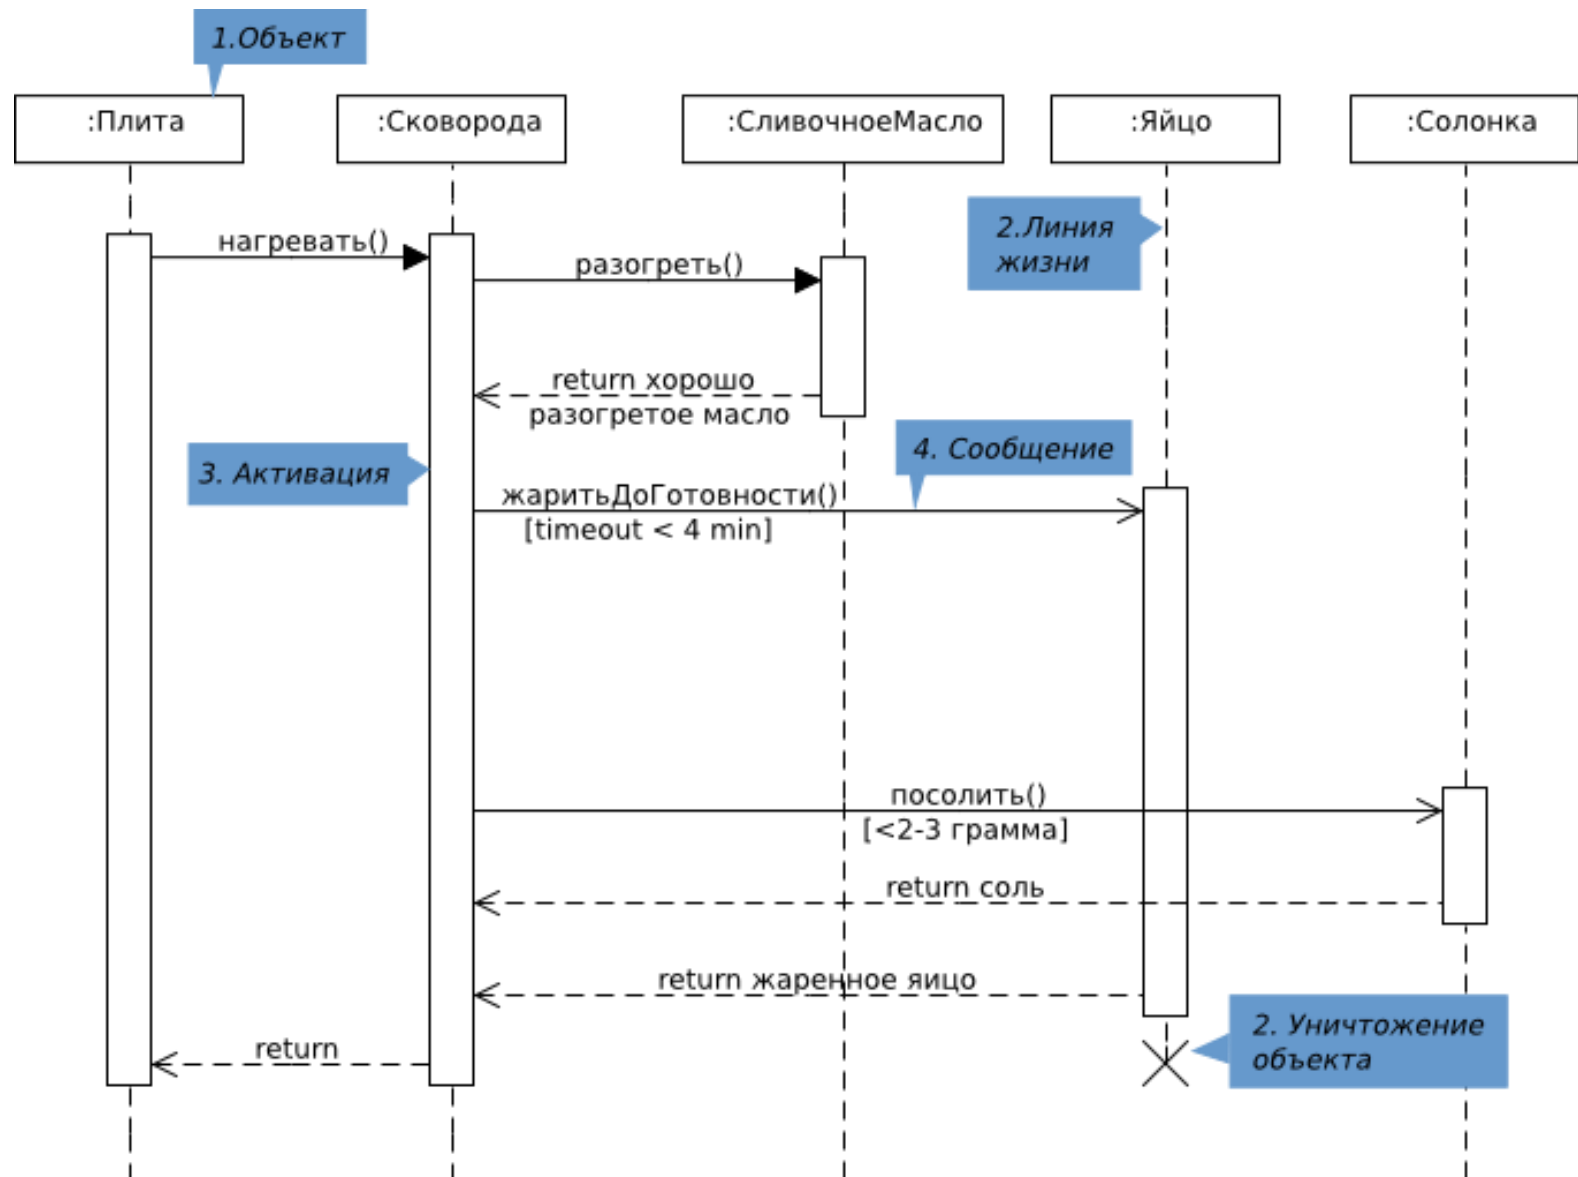 1.Объект
:Плита
:Сковорода
:СливочноеМасло
:Яйцо
:Солонка
2.Линия
жизни
нагревать()
разогреть()
return хорошо
разогретое масло
3. Активация
4. Сообщение
жаритьДоГотовности()
[timeout < 4 min]
посолить()
[<2-3 грамма]
return соль
return жаренное яицо
2. Уничтожение
объекта
return